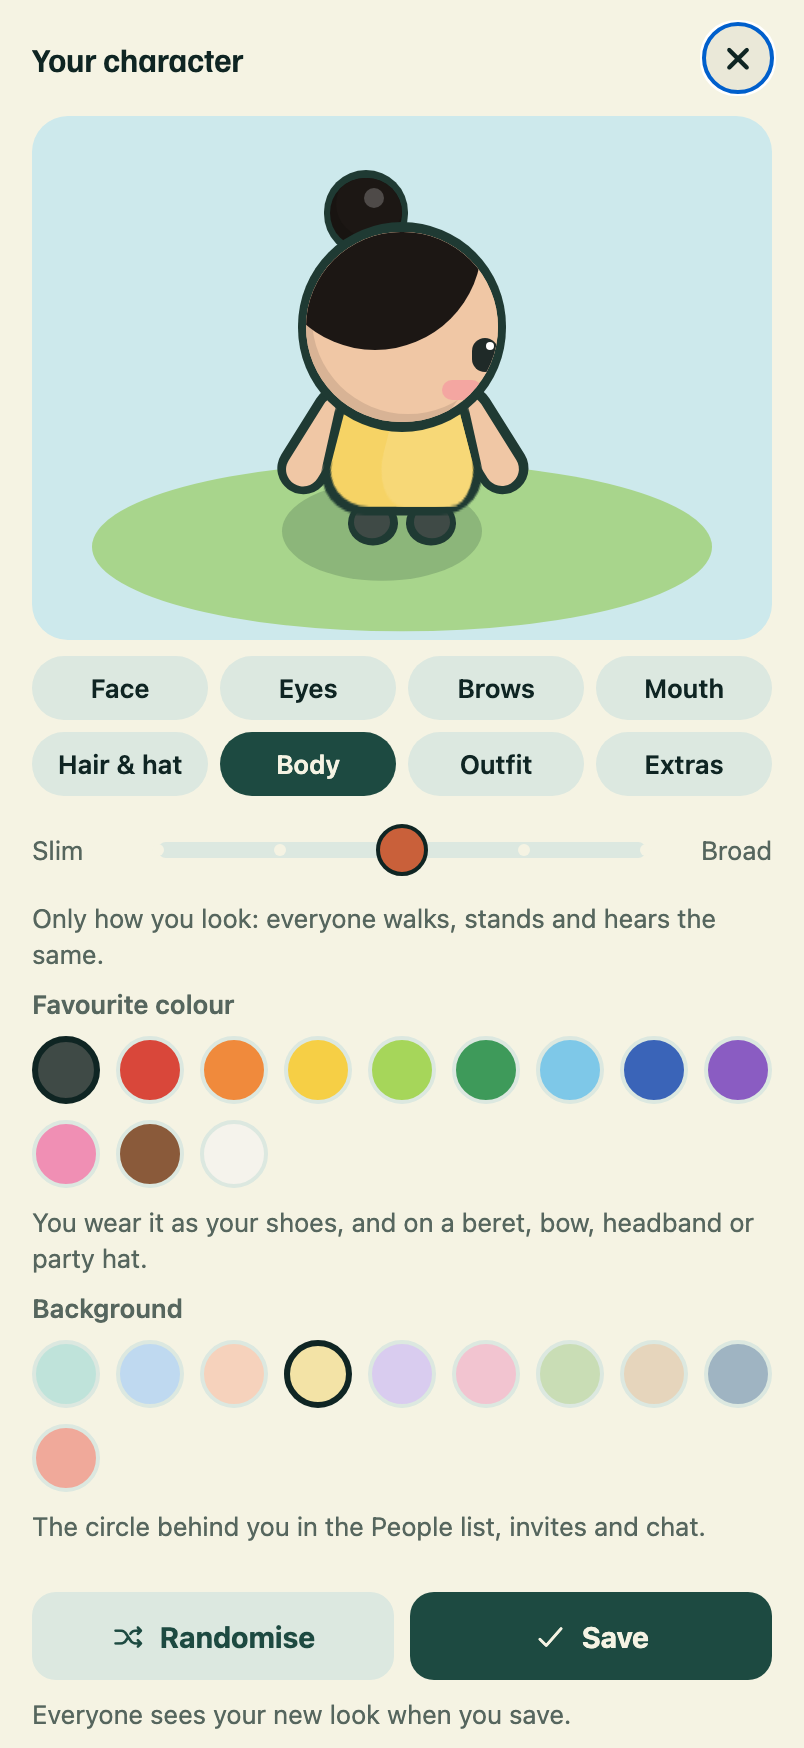 Your character
Face
Eyes
Brows
Mouth
Hair & hat
Body
Outfit
Extras
Slim
Broad
Only how you look: everyone walks, stands and hears the
same.
Favourite colour
You wear it as your shoes, and on a beret, bow, headband or
party hat.
Background
The circle behind you in the People list, invites and chat.
Randomise
Save
Everyone sees your new look when you save.